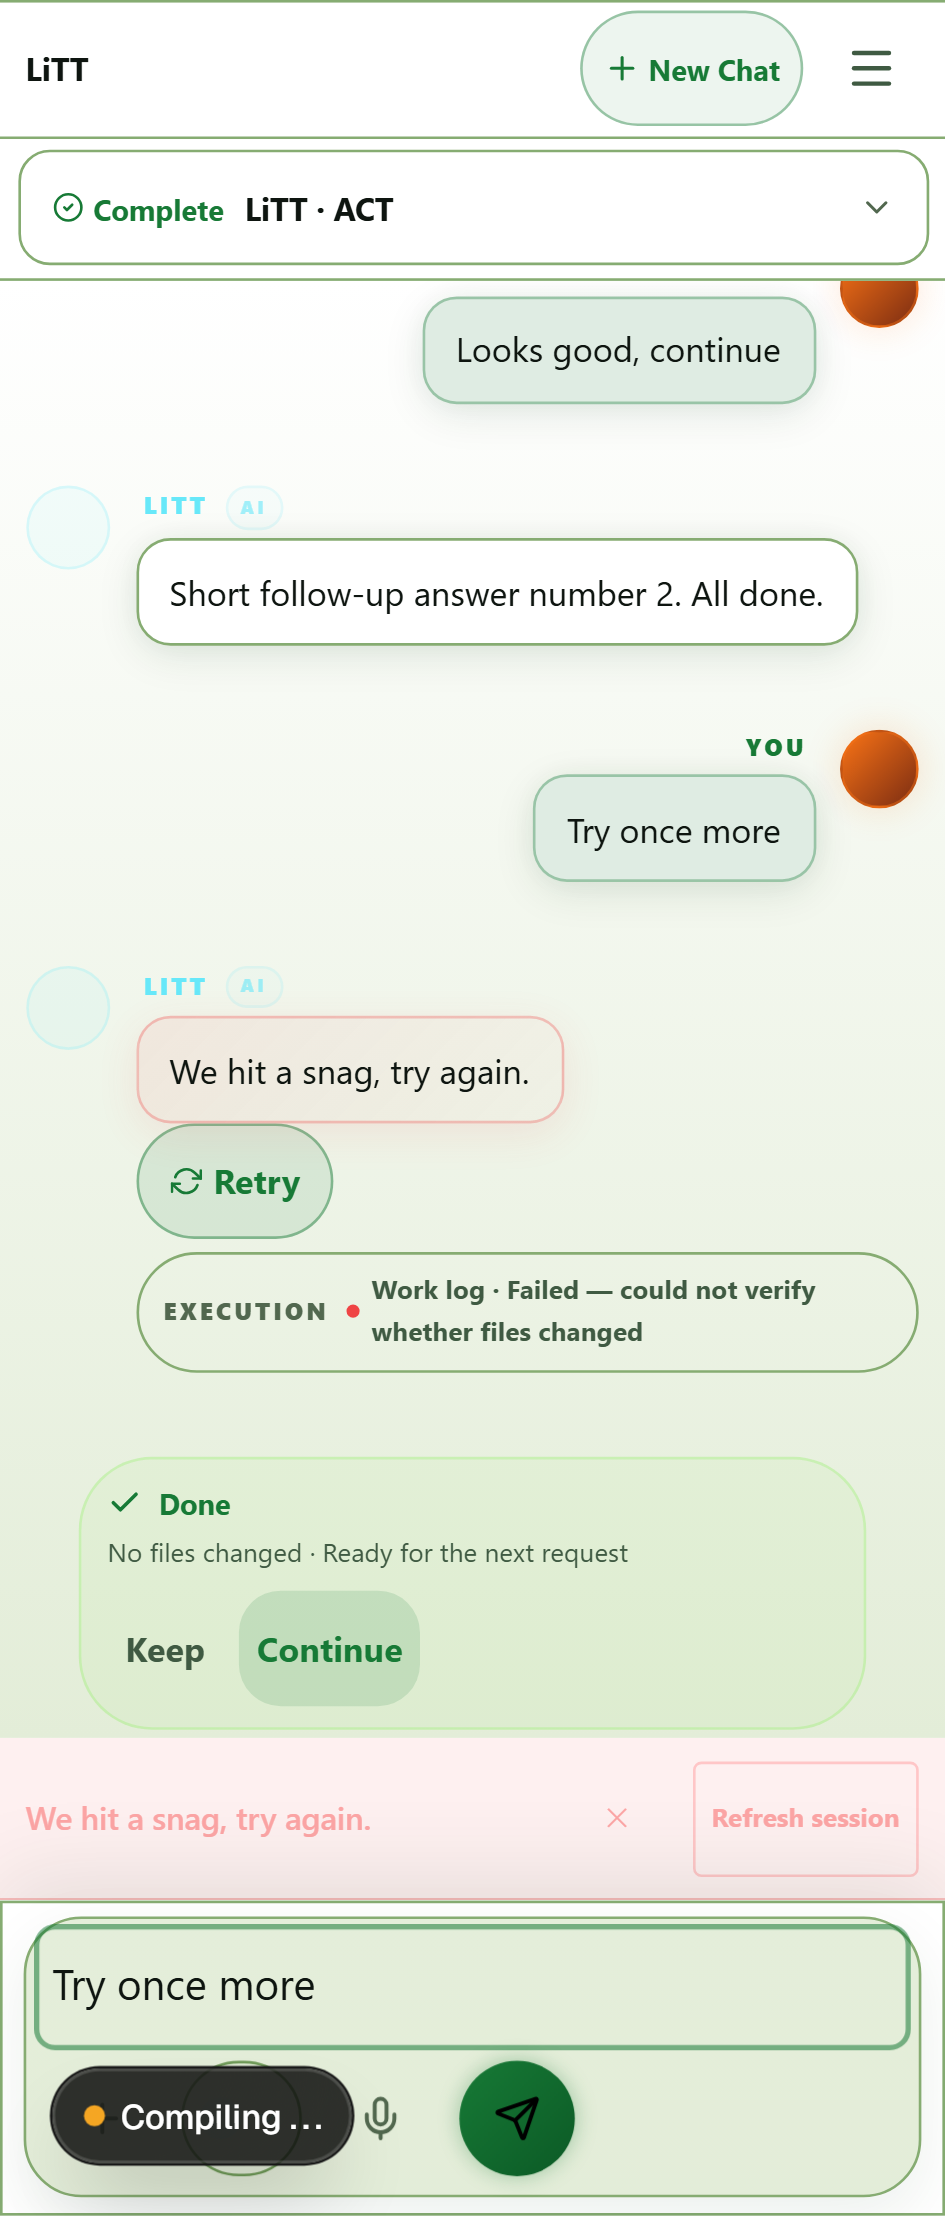 LiTT
New Chat
Complete LiTT · ACT
Looks good, continue
LITT AI
Short follow-up answer number 2. All done.
YOU
Try once more
LITT AI
We hit a snag, try again.
Retry
EXECUTION Work log · Failed — could not verify
whether files changed
Done
No files changed · Ready for the next request
Keep Continue
We hit a snag, try again. Refresh session
Try once more
Compiling ...